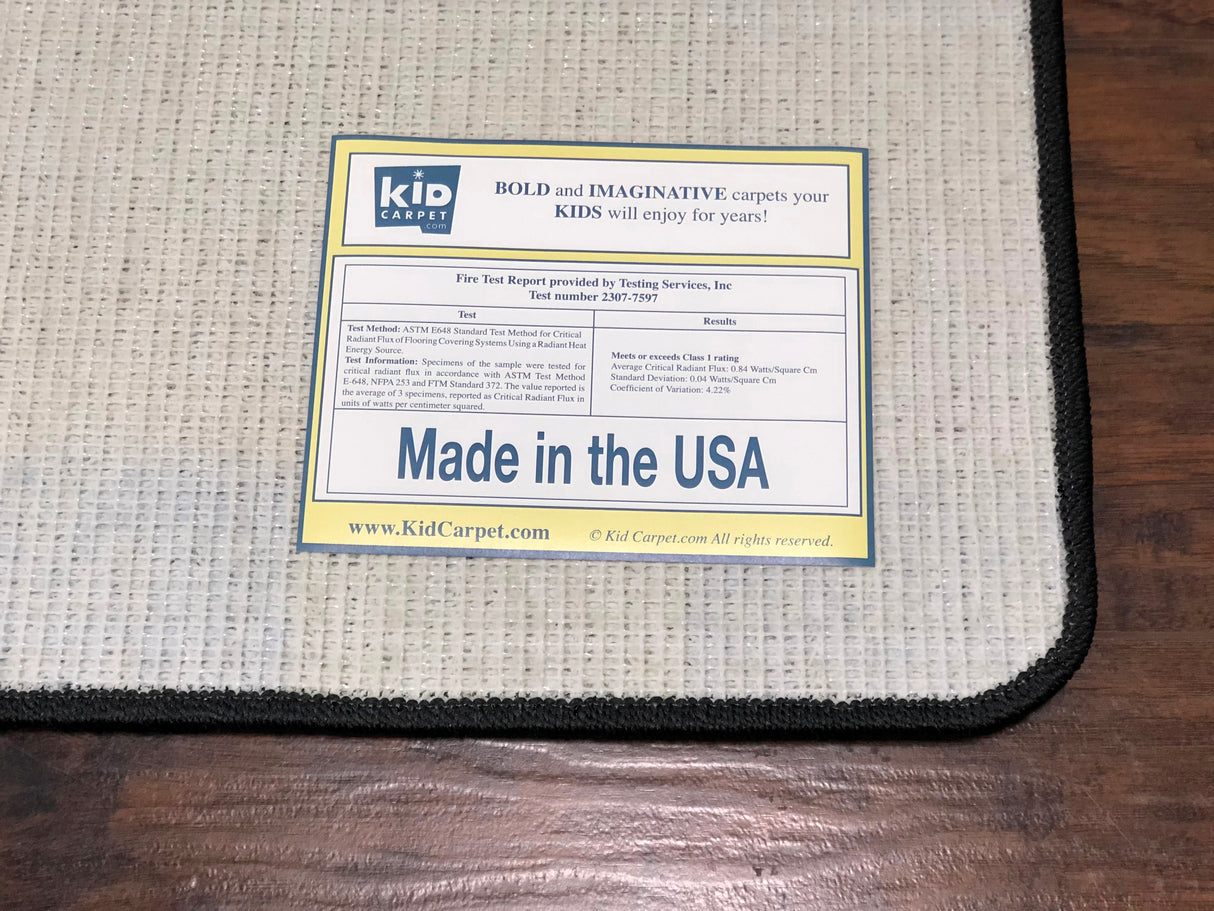 KID
CARPET
.com
BOLD and IMAGINATIVE carpets your
KIDS will enjoy for years!
Fire Test Report provided by Testing Services, Inc
Test number 2307-7597
Test
Results
Test Method: ASTM E648 Standard Test Method for Critical
Radiant Flux of Flooring Covering Systems Using a Radiant Heat
Energy Source.
Test Information: Specimens of the sample were tested for
critical radiant flux in accordance with ASTM Test Method
E-648, NFPA 253 and FTM Standard 372. The value reported is
the average of 3 specimens, reported as Critical Radiant Flux in
units of watts per centimeter squared.
Meets or exceeds Class 1 rating
Average Critical Radiant Flux: 0.84 Watts/Square Cm
Standard Deviation: 0.04 Watts/Square Cm
Coefficient of Variation: 4.22%
Made in the USA
www.KidCarpet.com
© Kid Carpet.com All rights reserved.